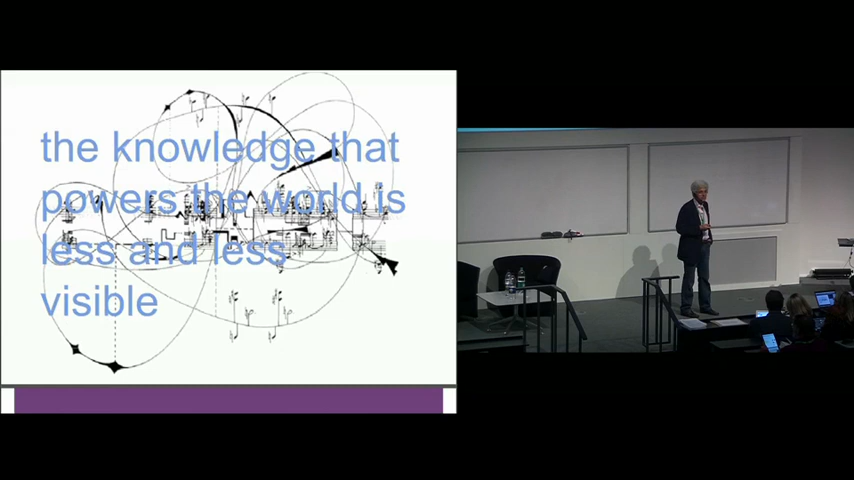 the knowledge that
powers the world is
less and less
visible